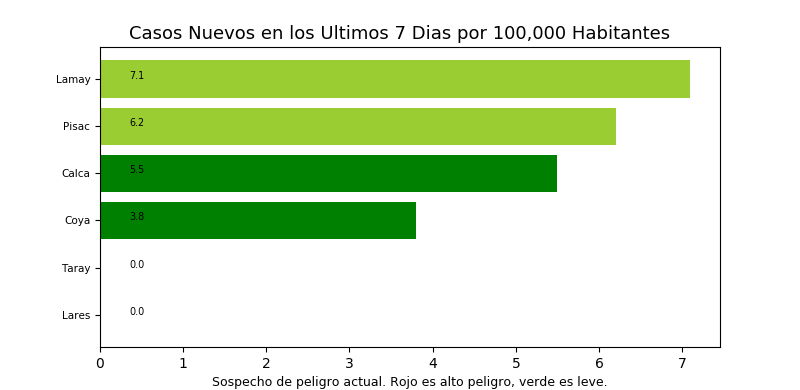 Casos Nuevos en los Ultimos 7 Dias por 100,000 Habitantes
Lamay 7.1
Pisac 6.2
Calca 5.5
Coya 3.8
Taray 0.0
Lares 0.0
0 1 2 3 4 5 6 7
Sospecho de peligro actual. Rojo es alto peligro, verde es leve.